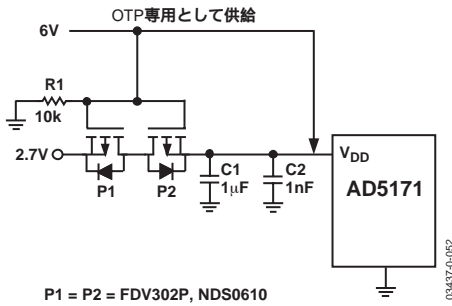 OTP専用として供給
6V
R1
10k
2.7V
P1
P2
C1
1μF
C2
1nF
VDD
AD5171
P1 = P2 = FDV302P, NDS0610
03437-0-052